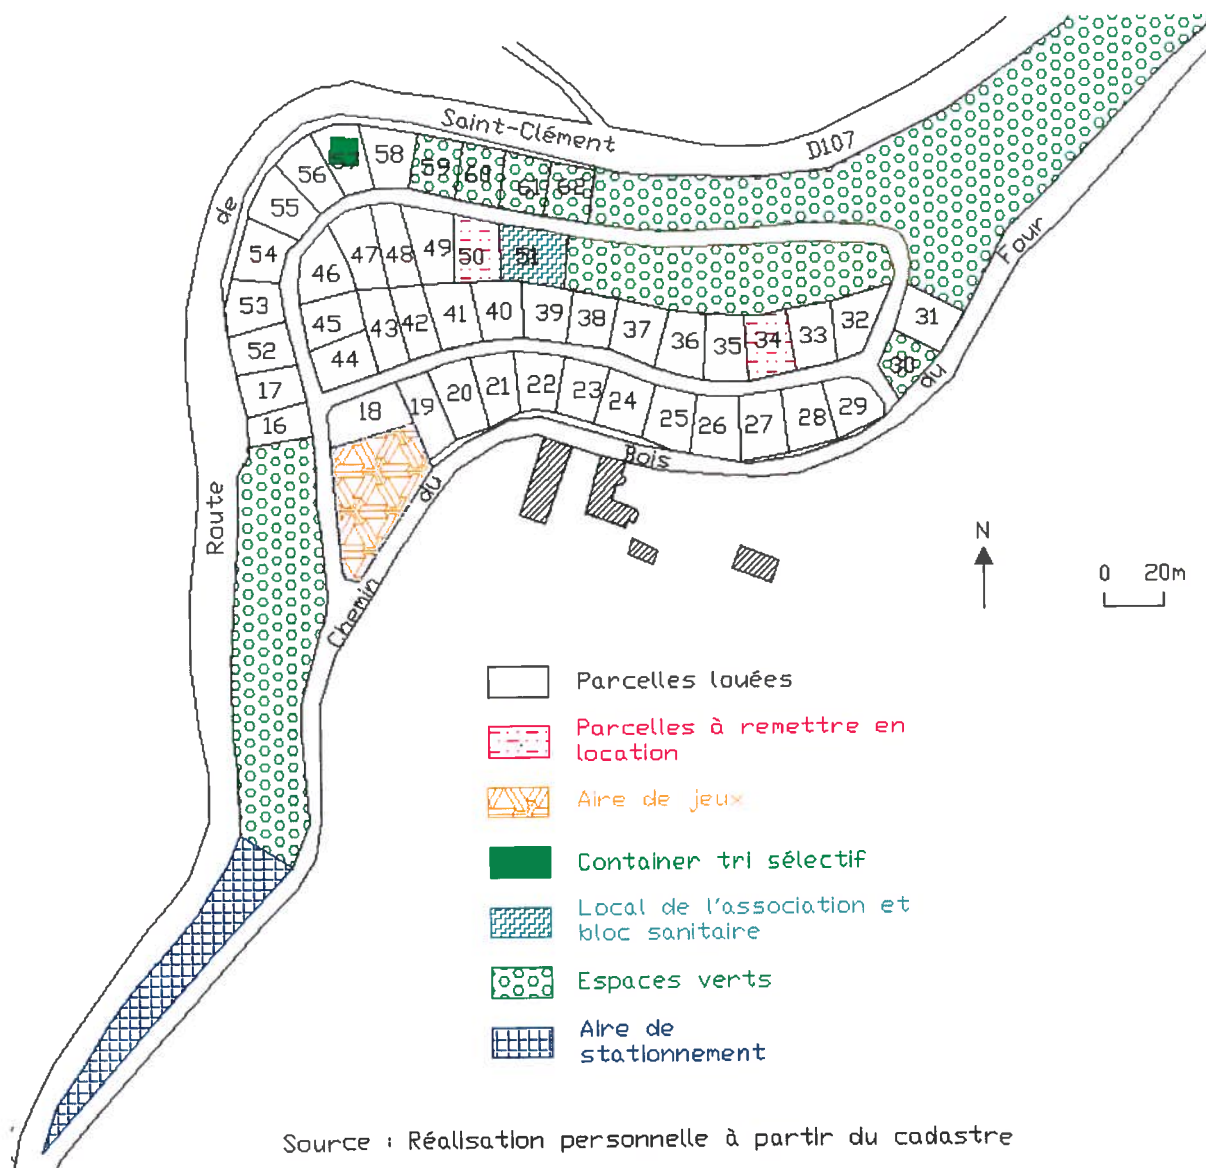 Saint-Clément
D107
58
59
60
61
62
56
55
de
54
47
48
49
50
51
46
Four
53
45
43
42
41
40
39
38
37
36
35
34
33
32
31
52
44
30
du
17
18
19
20
21
22
23
24
25
26
27
28
29
16
Bois
du
Route
N
0 20m
Chemin
Parcelles louées
Parcelles à remettre en
location
Aire de jeux
Container tri sélectif
Local de l'association et
bloc sanitaire
Espaces verts
Aire de
stationnement
Source : Réalisation personnelle à partir du cadastre